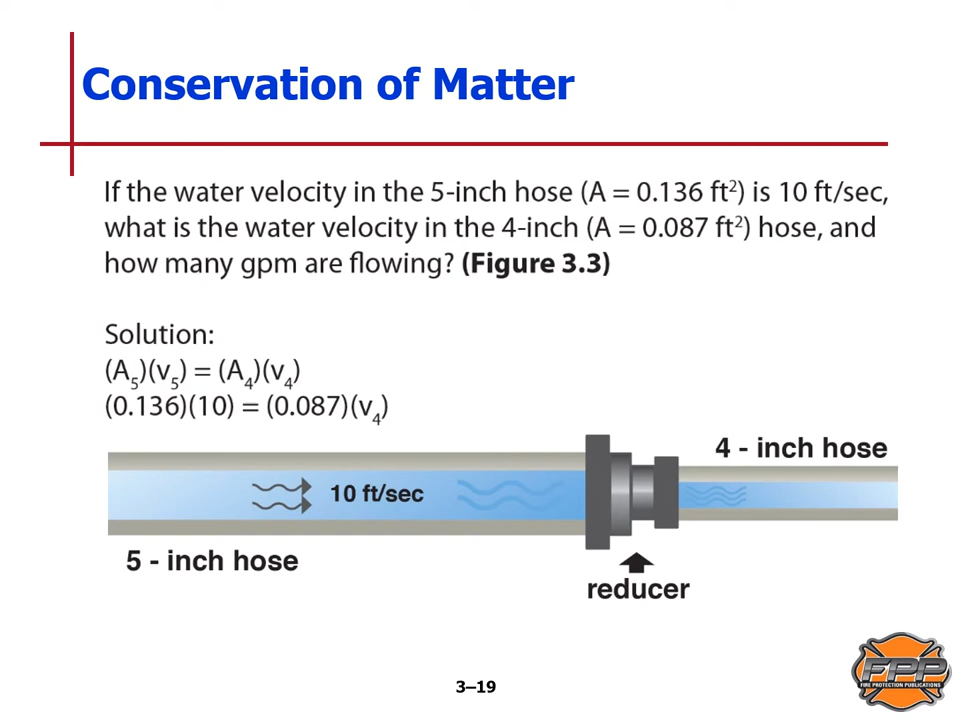 Conservation of Matter
If the water velocity in the 5-inch hose (A = 0.136 ft²) is 10 ft/sec,
what is the water velocity in the 4-inch (A = 0.087 ft²) hose, and
how many gpm are flowing? (Figure 3.3)
Solution:
(A₅)(v₅) = (A₄)(v₄)
(0.136)(10) = (0.087)(v₄)
4 - inch hose
10 ft/sec
5 - inch hose
reducer
FPP
FIRE PROTECTION PUBLICATIONS
3–19